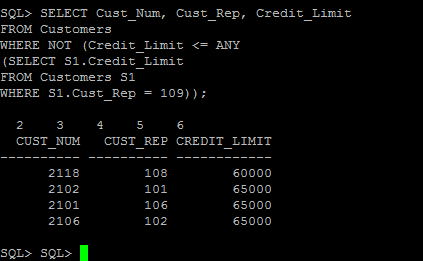 SQL> SELECT Cust_Num, Cust_Rep, Credit_Limit
FROM Customers
WHERE NOT (Credit_Limit <= ANY
(SELECT S1.Credit_Limit
FROM Customers S1
WHERE S1.Cust_Rep = 109));
2 3 4 5 6
CUST_NUM CUST_REP CREDIT_LIMIT
---------- ---------- ------------
2118 108 60000
2102 101 65000
2101 106 65000
2106 102 65000
SQL> SQL>